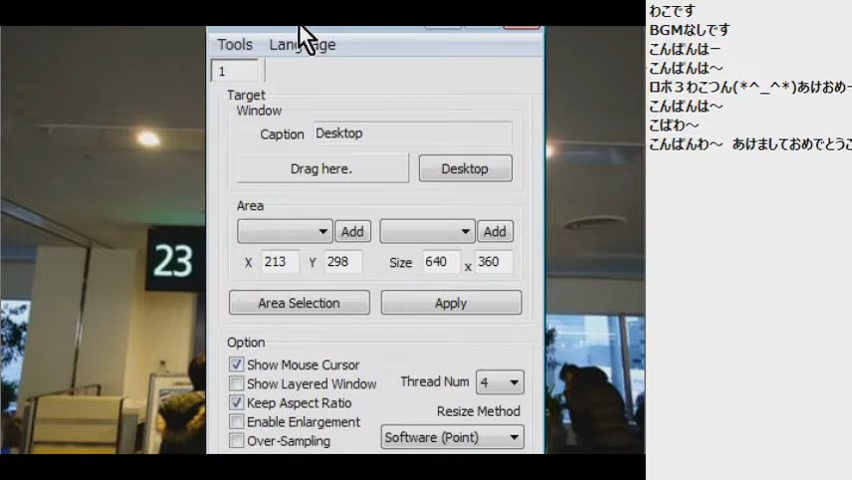 Tools Language
1
Target
Window
Caption Desktop
Drag here. Desktop
Area
Add Add
X 213 Y 298 Size 640 x 360
Area Selection Apply
Option
Show Mouse Cursor
Show Layered Window
Keep Aspect Ratio
Enable Enlargement
Over-Sampling
Thread Num 4
Resize Method
Software (Point)
23
わこです
BGMなしです
こんばんはー
こんばんは～
ロボ３わこつん(*^_^*)あけおめー
こんばんは～
こばわ～
こんばんわ～ あけましておめでとうご